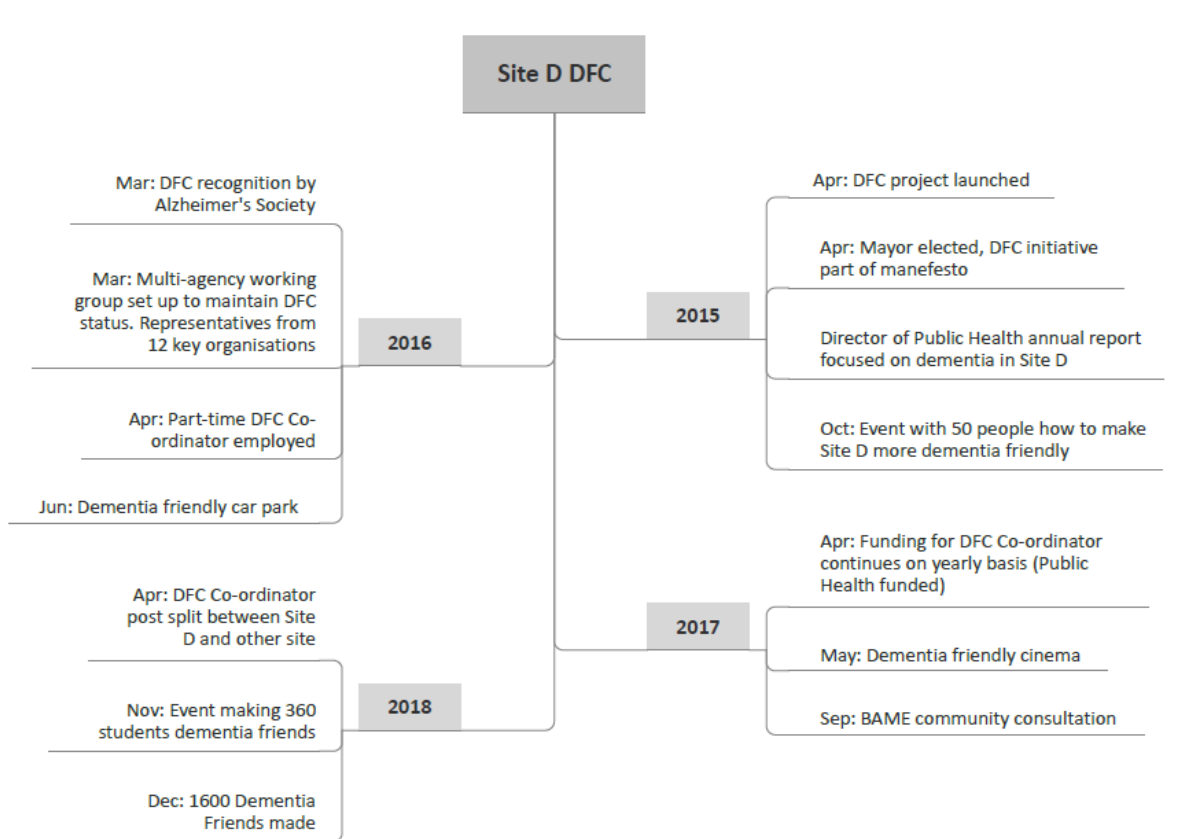 Site D DFC
2015
Apr: DFC project launched
Apr: Mayor elected, DFC initiative
part of manefesto
Director of Public Health annual report
focused on dementia in Site D
Oct: Event with 50 people how to make
Site D more dementia friendly
2016
Mar: DFC recognition by
Alzheimer's Society
Mar: Multi-agency working
group set up to maintain DFC
status. Representatives from
12 key organisations
Apr: Part-time DFC Co-
ordinator employed
Jun: Dementia friendly car park
2017
Apr: Funding for DFC Co-ordinator
continues on yearly basis (Public
Health funded)
May: Dementia friendly cinema
Sep: BAME community consultation
2018
Apr: DFC Co-ordinator
post split between Site
D and other site
Nov: Event making 360
students dementia friends
Dec: 1600 Dementia
Friends made